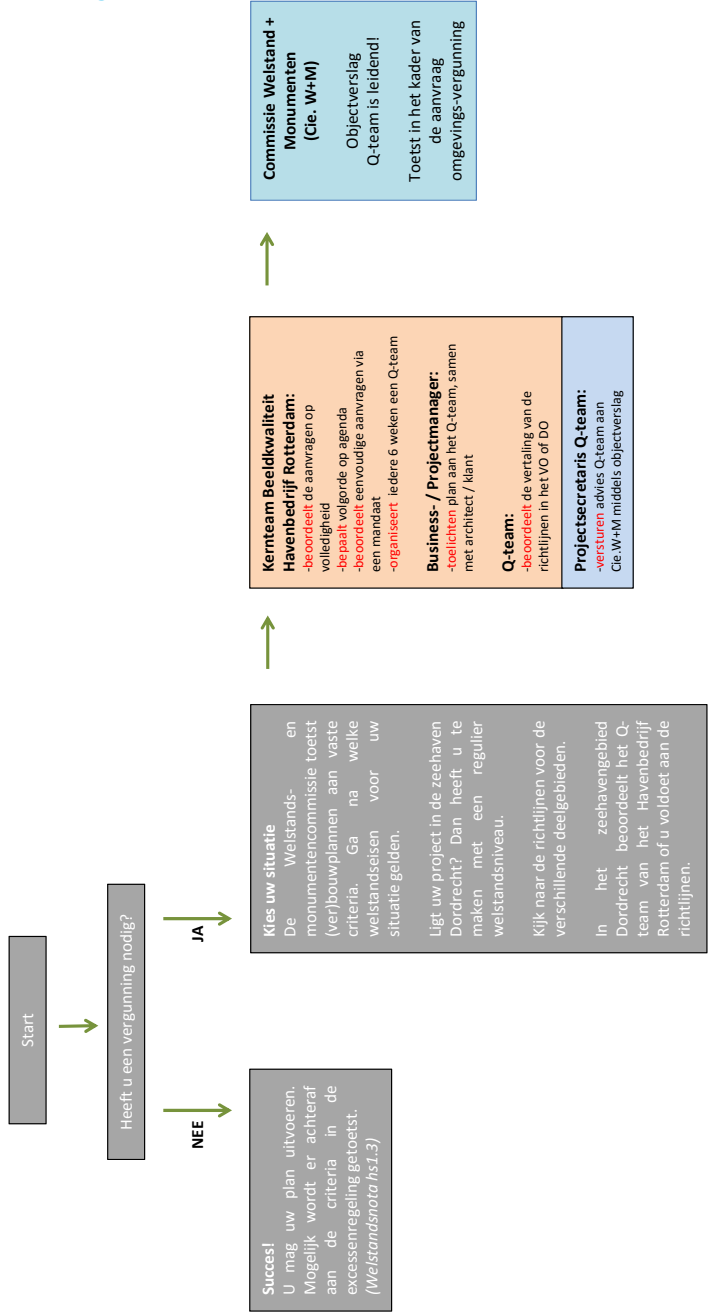 Start
Heeft u een vergunning nodig?
NEE
JA
Succes!
U mag uw plan uitvoeren.
Mogelijk wordt er achteraf
aan de criteria in de
excessenregeling getoetst.
(Welstandsnota hs1.3)
Kies uw situatie
De Welstands- en
monumentencommissie toetst
(ver)bouwplannen aan vaste
criteria. Ga na welke
welstandseisen voor uw
situatie gelden.
Ligt uw project in de zeehaven
Dordrecht? Dan heeft u te
maken met een regulier
welstandsniveau.
Kijk naar de richtlijnen voor de
verschillende deelgebieden.
In het zeehavengebied
Dordrecht beoordeelt het Q-
team van het Havenbedrijf
Rotterdam of u voldoet aan de
richtlijnen.
Kernteam Beeldkwaliteit
Havenbedrijf Rotterdam:
-beoordeelt de aanvragen op
volledigheid
-bepaalt volgorde op agenda
-beoordeelt eenvoudige aanvragen via
een mandaat
-organiseert iedere 6 weken een Q-team
Business- / Projectmanager:
-toelichten plan aan het Q-team, samen
met architect / klant
Q-team:
-beoordeelt de vertaling van de
richtlijnen in het VO of DO
Projectsecretaris Q-team:
-versturen advies Q-team aan
Cie.W+M middels objectverslag
Commissie Welstand +
Monumenten
(Cie. W+M)
Objectverslag
Q-team is leidend!
Toetst in het kader van
de aanvraag
omgevings-vergunning